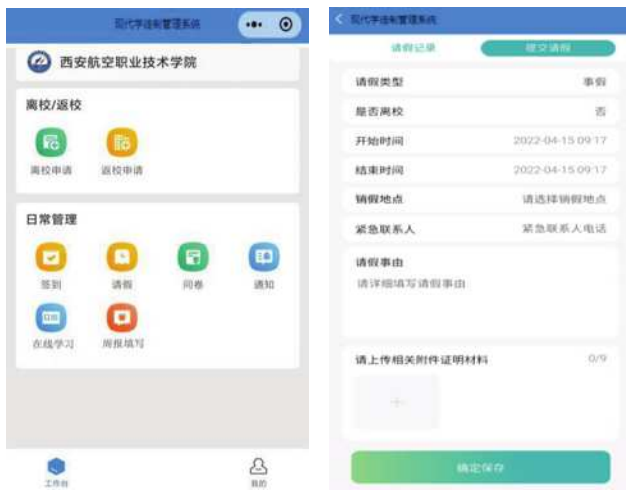 现代学徒制管理系统
西安航空职业技术学院
离校/返校
离校申请 返校申请
日常管理
签到 请假 问卷 通知
在线学习 周报填写
工作台 我的
现代学徒制管理系统
请假记录 提交请假
请假类型 事假
是否离校 否
开始时间 2022-04-15 09:17
结束时间 2022-04-15 09:17
销假地点 请选择销假地点
紧急联系人 紧急联系人电话
请假事由
请详细填写请假事由
请上传相关附件证明材料 0/9
确定保存